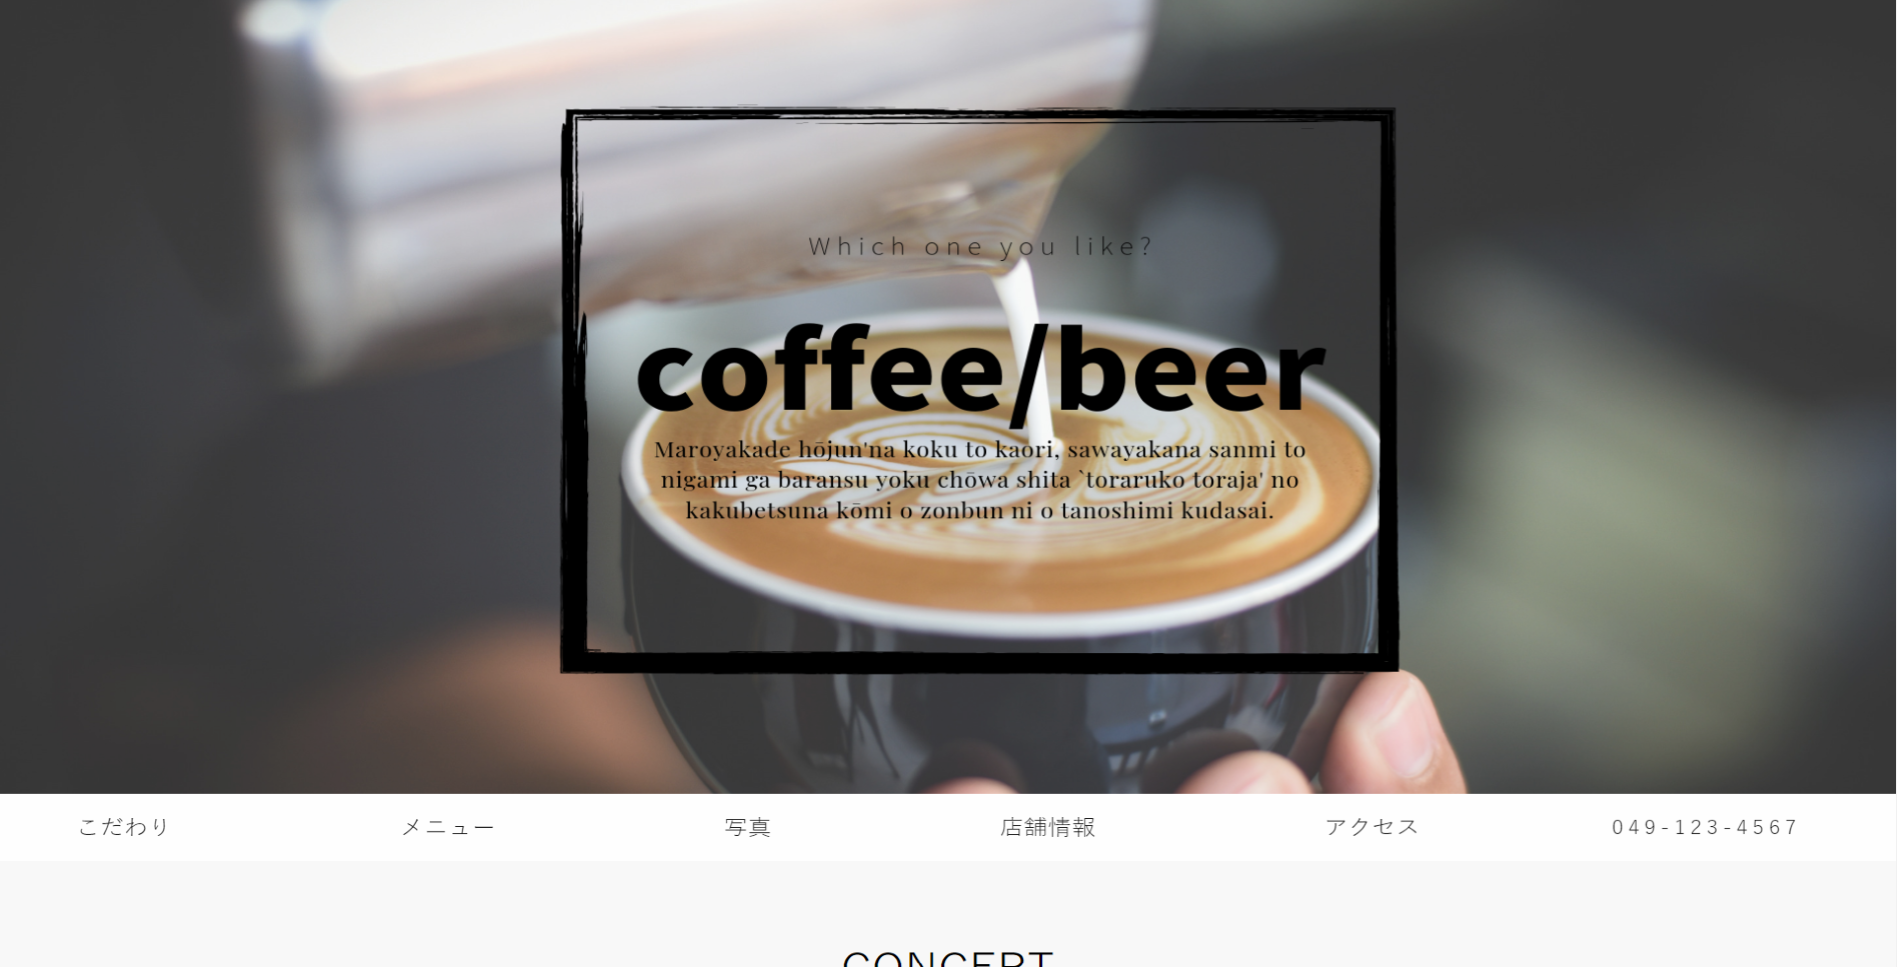 Which one you like?
coffee/beer
Maroyakade hōjun'na koku to kaori, sawayakana sanmi to
nigami ga baransu yoku chōwa shita `toraruko toraja' no
kakubetsuna kōmi o zonbun ni o tanoshimi kudasai.
こだわり
メニュー
写真
店舗情報
アクセス
049-123-4567
CONCEPT